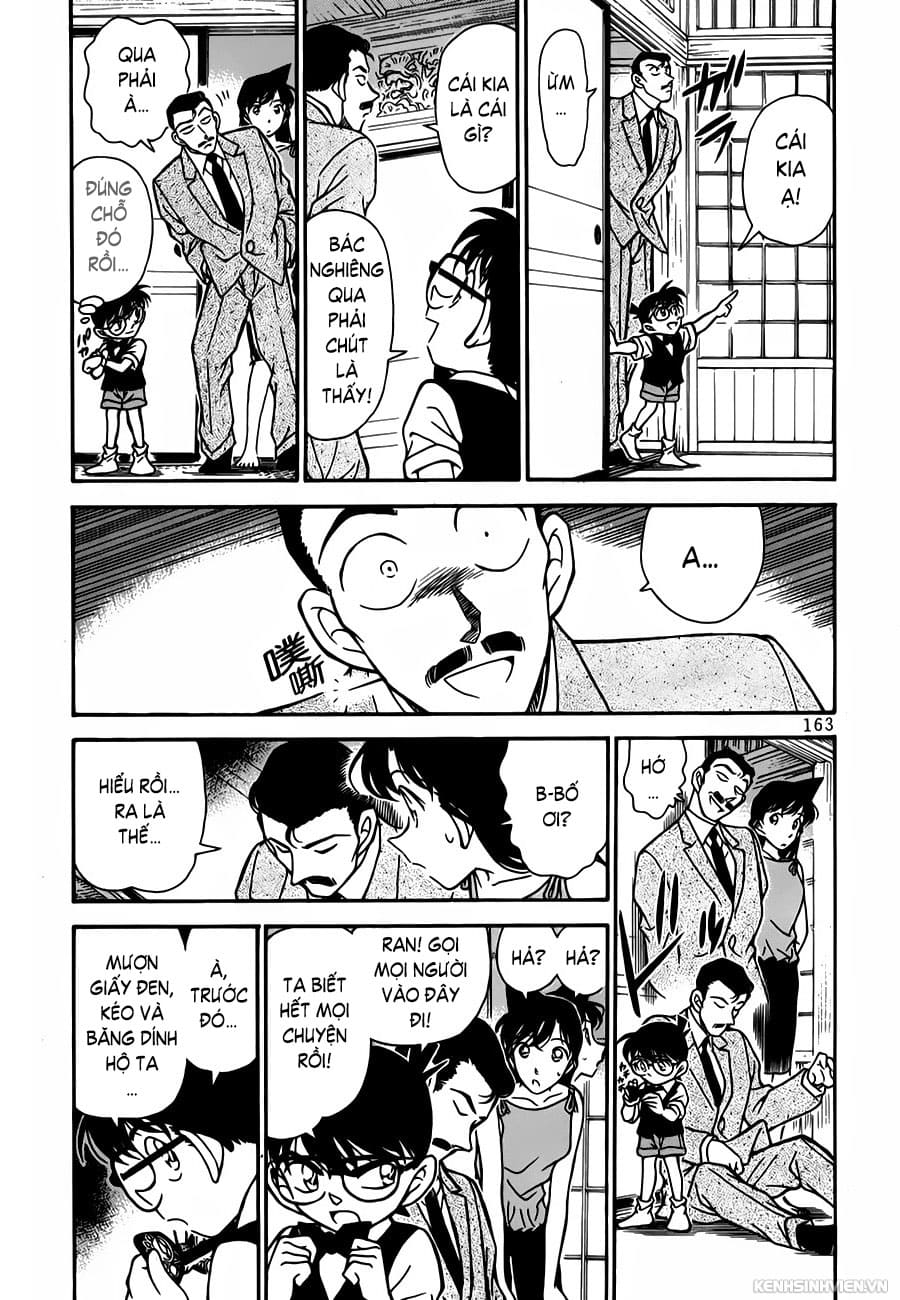 CÁI
KIA
Ạ!
ỪM
...
CÁI KIA
LÀ CÁI
GÌ?
BÁC
NGHIÊNG
QUA PHẢI
CHÚT
LÀ
THẤY!
QUA
PHẢI
À...
ĐÚNG
CHỖ
ĐÓ
RỒI...
A...
噗
嘶
163
HỚ
...
B-BỐ
ƠI?
HIỂU RỒI...
RA LÀ
THẾ...
HẢ?
HẢ?
RAN! GỌI
MỌI NGƯỜI
VÀO ĐÂY
ĐI!
TA BIẾT
HẾT MỌI
CHUYỆN
RỒI!
À,
TRƯỚC
ĐÓ...
MƯỢN
GIẤY ĐEN,
KÉO VÀ
BĂNG DÍNH
HỘ TA
...
KENHSINHVIEN.VN